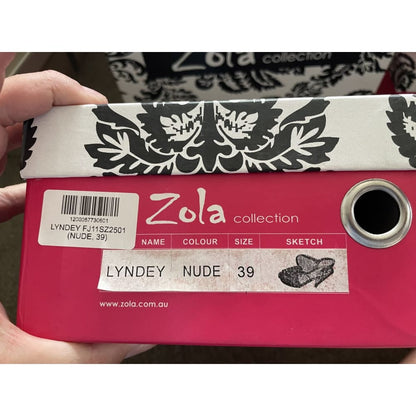 Zola
collection
1200067730601
LYNDEY FJ11SZ2501
(NUDE, 39)
Zola collection
NAME COLOUR SIZE SKETCH
LYNDEY NUDE 39
www.zola.com.au